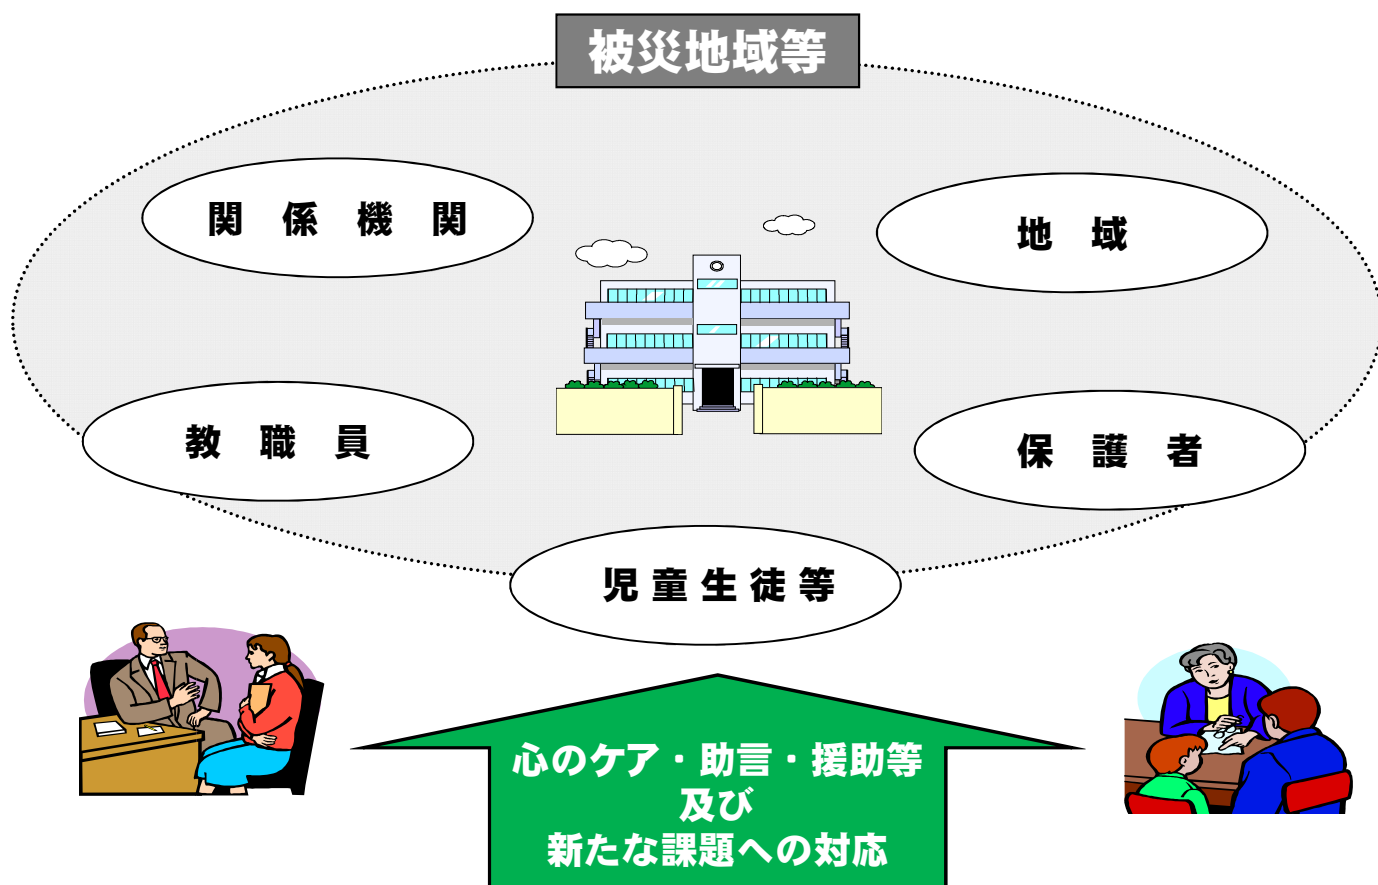 被災地域等
関係機関
地域
教職員
保護者
児童生徒等
心のケア・助言・援助等
及び
新たな課題への対応